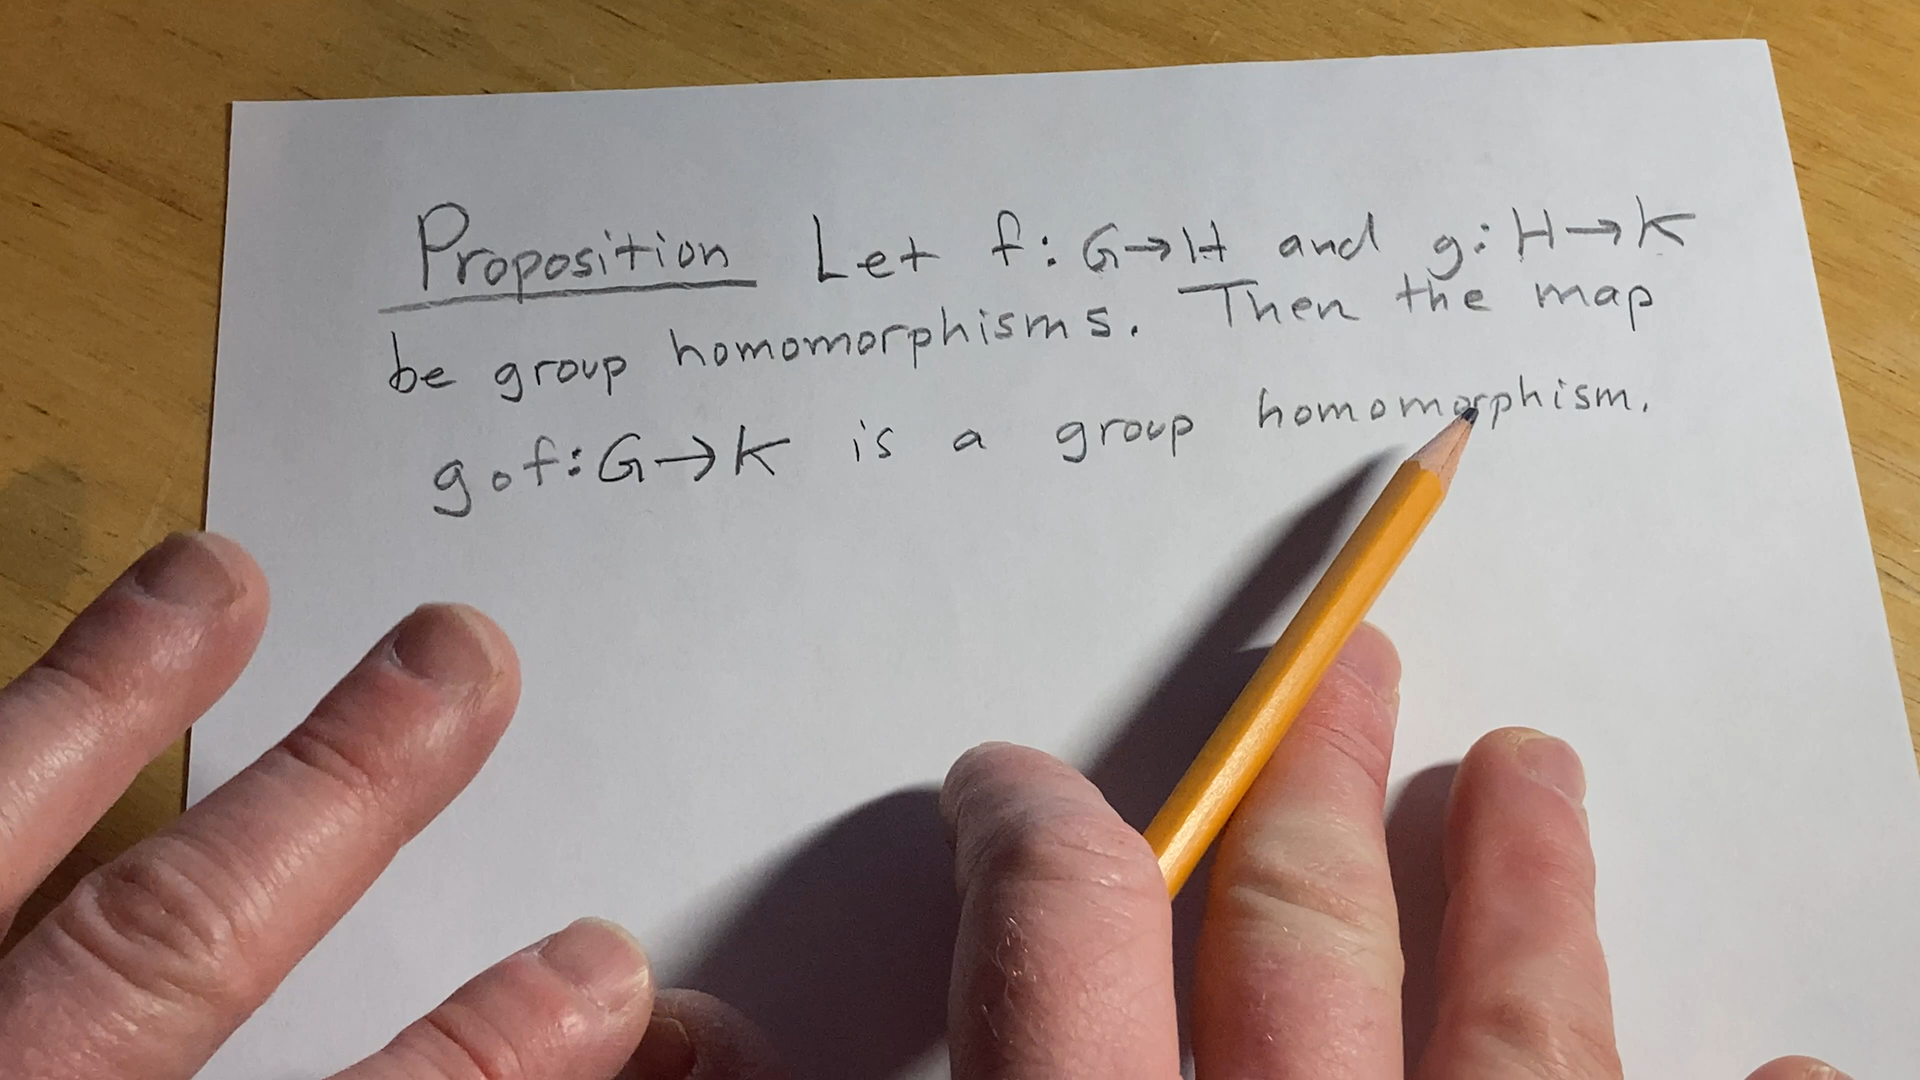 Proposition Let f: G→H and g: H→K
be group homomorphisms. Then the map
g∘f: G→K is a group homomorphism.